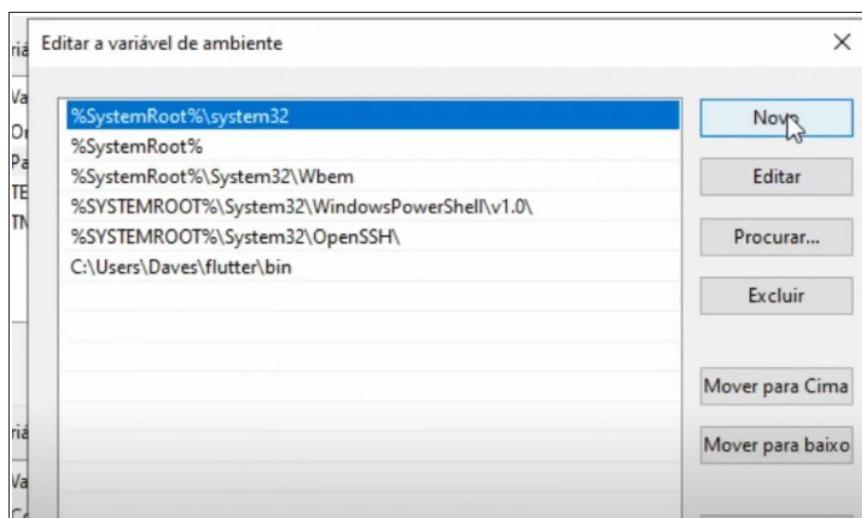 Editar a variável de ambiente
%SystemRoot%\system32
%SystemRoot%
%SystemRoot%\System32\Wbem
%SYSTEMROOT%\System32\WindowsPowerShell\v1.0\
%SYSTEMROOT%\System32\OpenSSH\
C:\Users\Daves\flutter\bin
Novo
Editar
Procurar...
Excluir
Mover para Cima
Mover para baixo